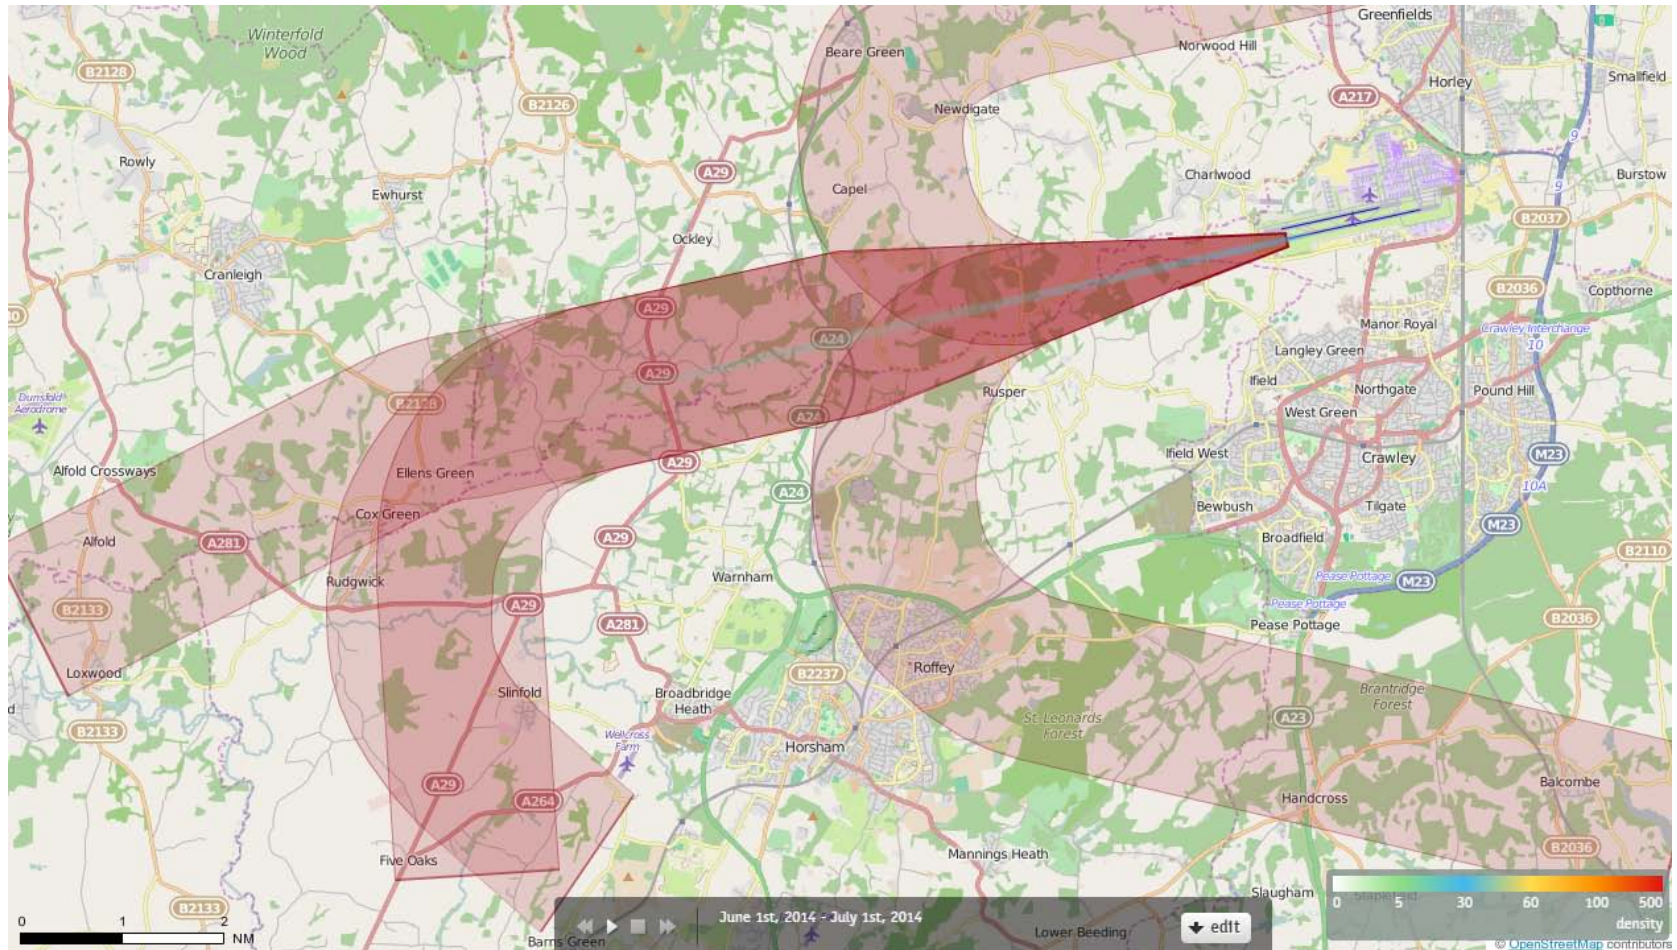 Greenfields
Winterfold
Wood
Beare Green
Norwood Hill
B2128
Smallfield
Horley
A217
B2126
Newdigate
9
Rowly
A29
Charlwood
Burstow
Ewhurst
Capel
9
B2037
Ockley
Cranleigh
B2036
Copthorne
A29
Manor Royal
Crawley Interchange
10
A24
Langley Green
A29
Ifield
Northgate
Pound Hill
Rusper
Dunsfold
Aerodrome
B2128
West Green
A24
Ifield West
Crawley
M23
A29
Alfold Crossways
Ellens Green
10A
A24
Bewbush
Tilgate
Cox Green
M23
Alfold
A281
A29
Broadfield
B2110
Rudgwick
Warnham
Pease Pottage
M23
B2133
A29
Pease Pottage
B2036
A281
Pease Pottage
Loxwood
B2237
Roffey
Slinfold
Broadbridge
Heath
Brantridge
Forest
d
B2133
St. Leonards
Forest
A23
Wellcross
Farm
Horsham
Balcombe
A29
A264
Handcross
Five Oaks
Mannings Heath
B2036
Slaugham
B2133
0 1 2
NM
June 1st, 2014 - July 1st, 2014
edit
0 5 30 60 100 500
density
Barns Green
Lower Beeding
© OpenStreetMap contributors